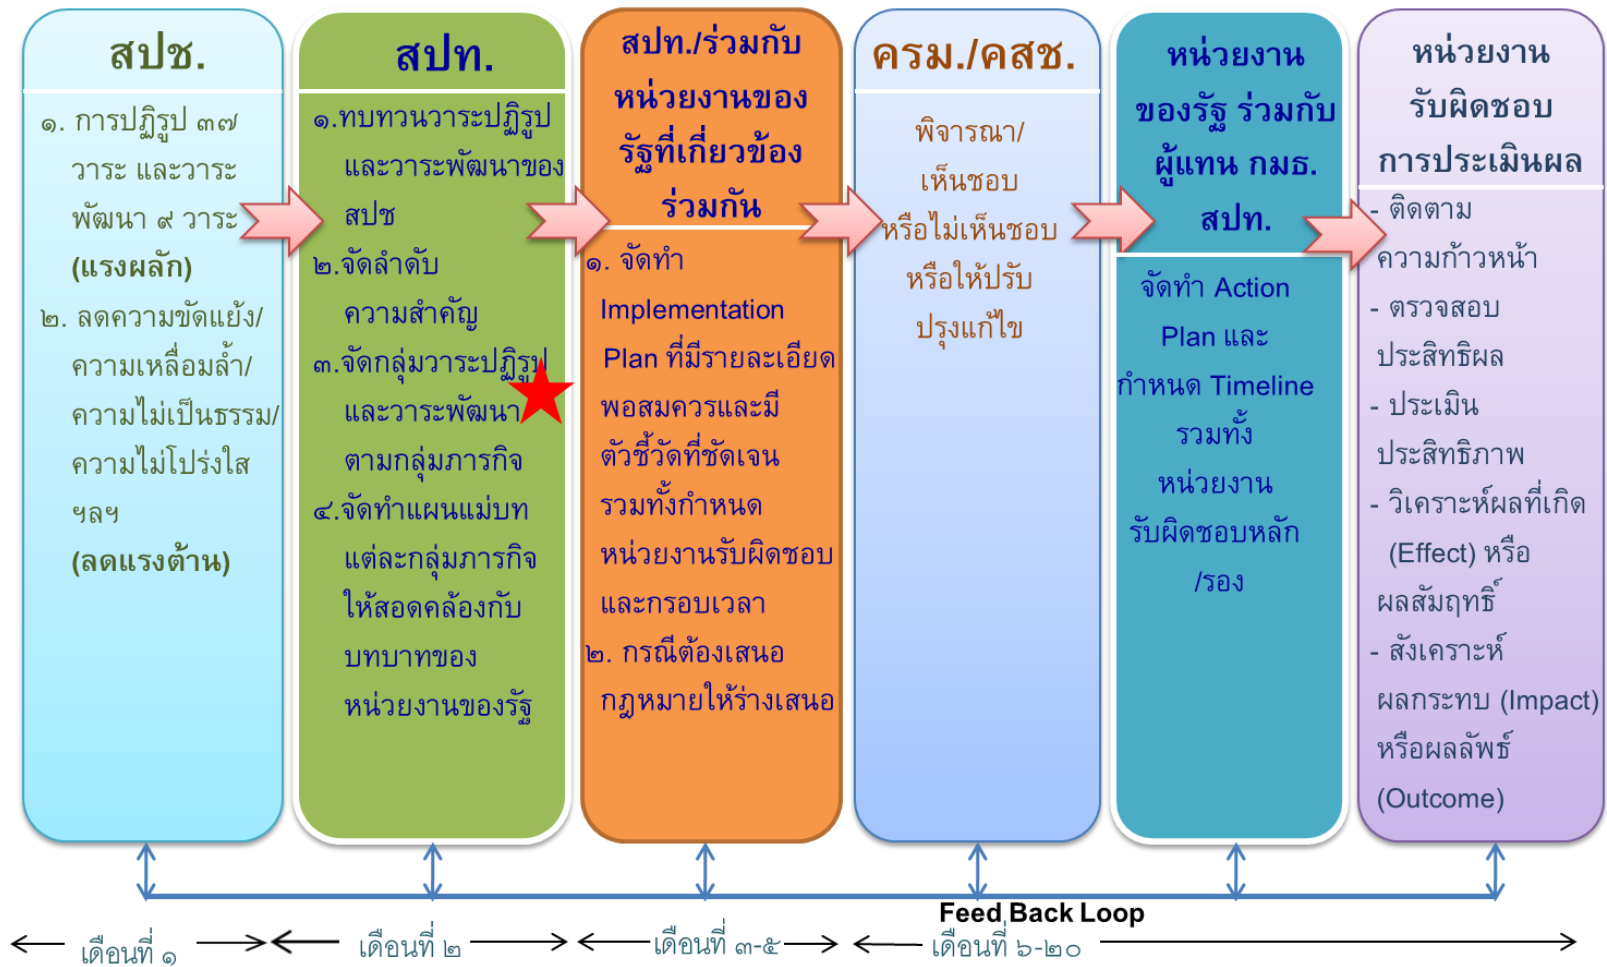 สปช.
๑. การปฏิรูป ๓๗
วาระ และวาระ
พัฒนา ๙ วาระ
(แรงผลัก)
๒. ลดความขัดแย้ง/
ความเหลื่อมล้ำ/
ความไม่เป็นธรรม/
ความไม่โปร่งใส
ฯลฯ
(ลดแรงต้าน)
สปท.
๑.ทบทวนวาระปฏิรูป
และวาระพัฒนาของ
สปช
๒.จัดลำดับ
ความสำคัญ
๓.จัดกลุ่มวาระปฏิรูป
และวาระพัฒนา
ตามกลุ่มภารกิจ
๔.จัดทำแผนแม่บท
แต่ละกลุ่มภารกิจ
ให้สอดคล้องกับ
บทบาทของ
หน่วยงานของรัฐ
สปท./ร่วมกับ
หน่วยงานของ
รัฐที่เกี่ยวข้อง
ร่วมกัน
๑. จัดทำ
Implementation
Plan ที่มีรายละเอียด
พอสมควรและมี
ตัวชี้วัดที่ชัดเจน
รวมทั้งกำหนด
หน่วยงานรับผิดชอบ
และกรอบเวลา
๒. กรณีต้องเสนอ
กฎหมายให้ร่างเสนอ
ครม./คสช.
พิจารณา/
เห็นชอบ
หรือไม่เห็นชอบ
หรือให้ปรับ
ปรุงแก้ไข
หน่วยงาน
ของรัฐ ร่วมกับ
ผู้แทน กมธ.
สปท.
จัดทำ Action
Plan และ
กำหนด Timeline
รวมทั้ง
หน่วยงาน
รับผิดชอบหลัก
/รอง
หน่วยงาน
รับผิดชอบ
การประเมินผล
- ติดตาม
ความก้าวหน้า
- ตรวจสอบ
ประสิทธิผล
- ประเมิน
ประสิทธิภาพ
- วิเคราะห์ผลที่เกิด
(Effect) หรือ
ผลสัมฤทธิ์
- สังเคราะห์
ผลกระทบ (Impact)
หรือผลลัพธ์
(Outcome)
Feed Back Loop
เดือนที่ ๑
เดือนที่ ๒
เดือนที่ ๓-๕
เดือนที่ ๖-๒๐